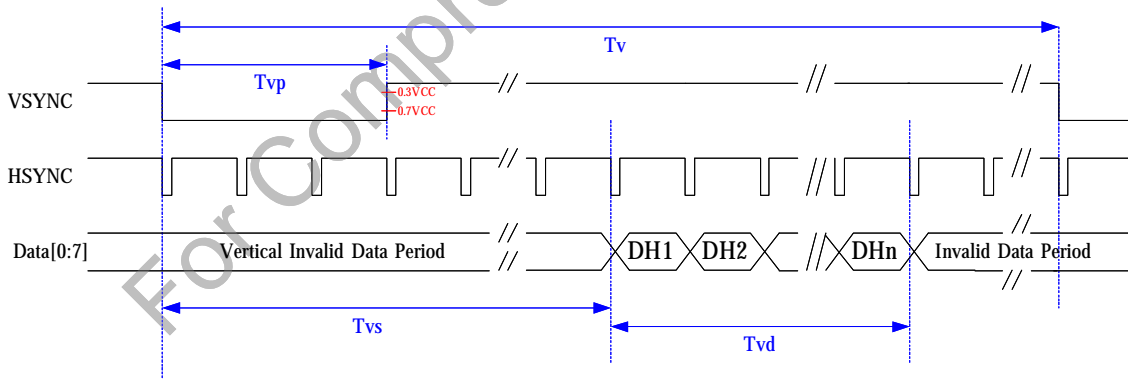 Tv
Tvp
VSYNC
0.3VCC
0.7VCC
HSYNC
Data[0:7]
Vertical Invalid Data Period
DH1
DH2
DHn
Invalid Data Period
Tvs
Tvd
For Compre